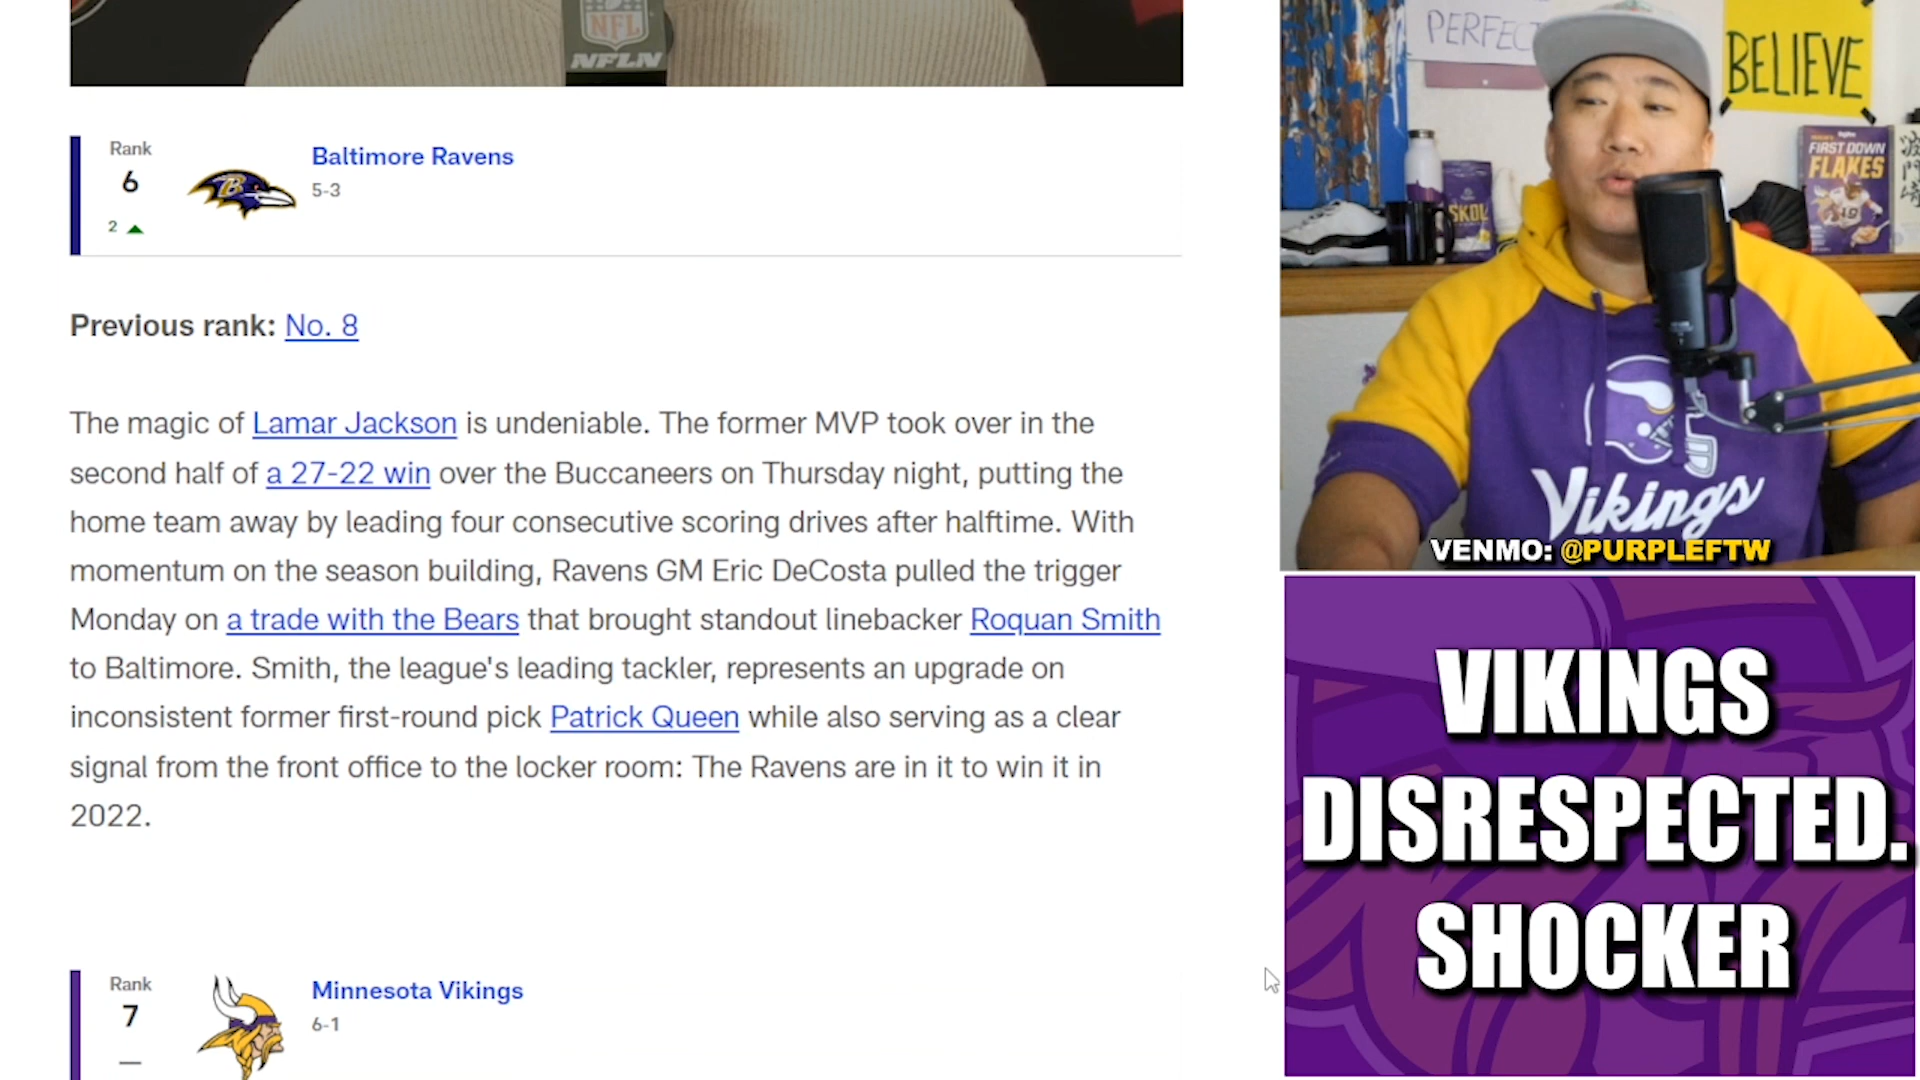 NFL
NFLN
Rank
6
2
B
Baltimore Ravens
5-3
Previous rank: No. 8
The magic of Lamar Jackson is undeniable. The former MVP took over in the
second half of a 27-22 win over the Buccaneers on Thursday night, putting the
home team away by leading four consecutive scoring drives after halftime. With
momentum on the season building, Ravens GM Eric DeCosta pulled the trigger
Monday on a trade with the Bears that brought standout linebacker Roquan Smith
to Baltimore. Smith, the league's leading tackler, represents an upgrade on
inconsistent former first-round pick Patrick Queen while also serving as a clear
signal from the front office to the locker room: The Ravens are in it to win it in
2022.
Rank
7
—
Minnesota Vikings
6-1
BELIEVE
FIRST DOWN
FLAKES
19
SKOL
Vikings
VENMO: @PURPLEFTW
VIKINGS
DISRESPECTED.
SHOCKER